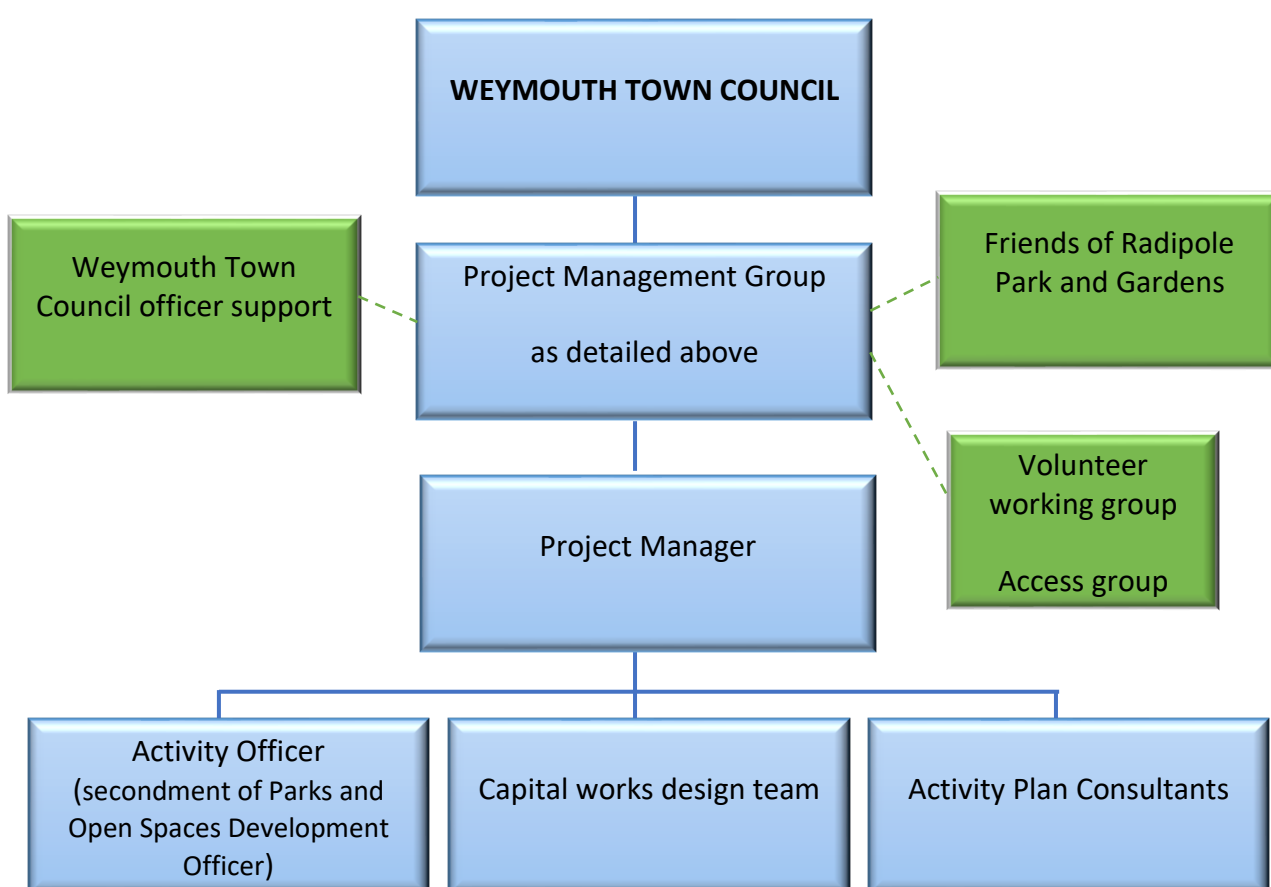 WEYMOUTH TOWN COUNCIL
Weymouth Town
Council officer support
Project Management Group
as detailed above
Friends of Radipole
Park and Gardens
Volunteer
working group
Access group
Project Manager
Activity Officer
(secondment of Parks and
Open Spaces Development
Officer)
Capital works design team
Activity Plan Consultants